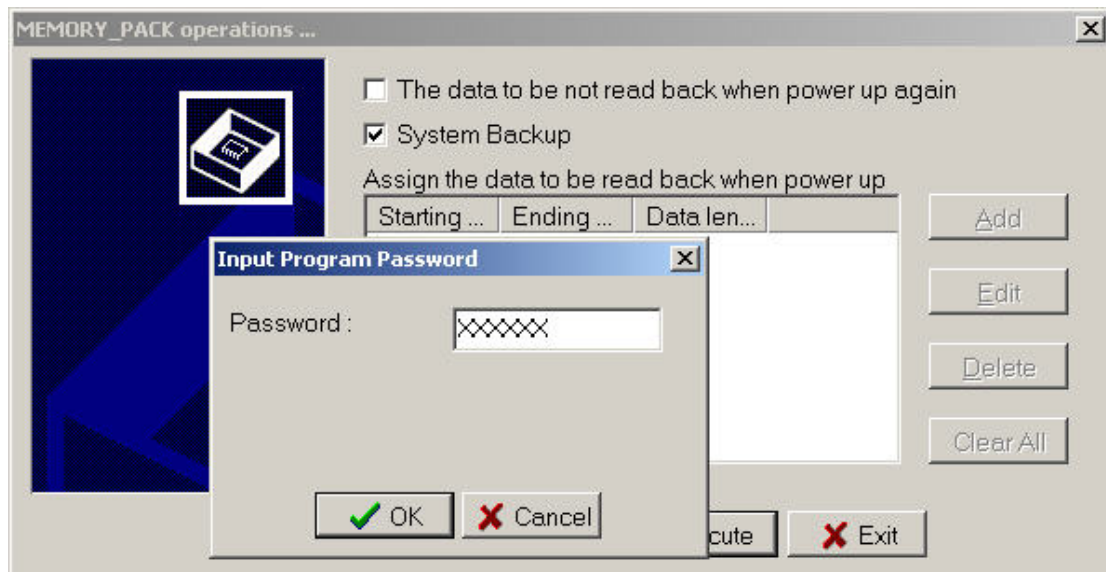 MEMORY_PACK operations ...
The data to be not read back when power up again
System Backup
Assign the data to be read back when power up
Starting ... Ending ... Data len...
Add
Input Program Password
Edit
Password :
XXXXXX
Delete
Clear All
OK Cancel
cute Exit